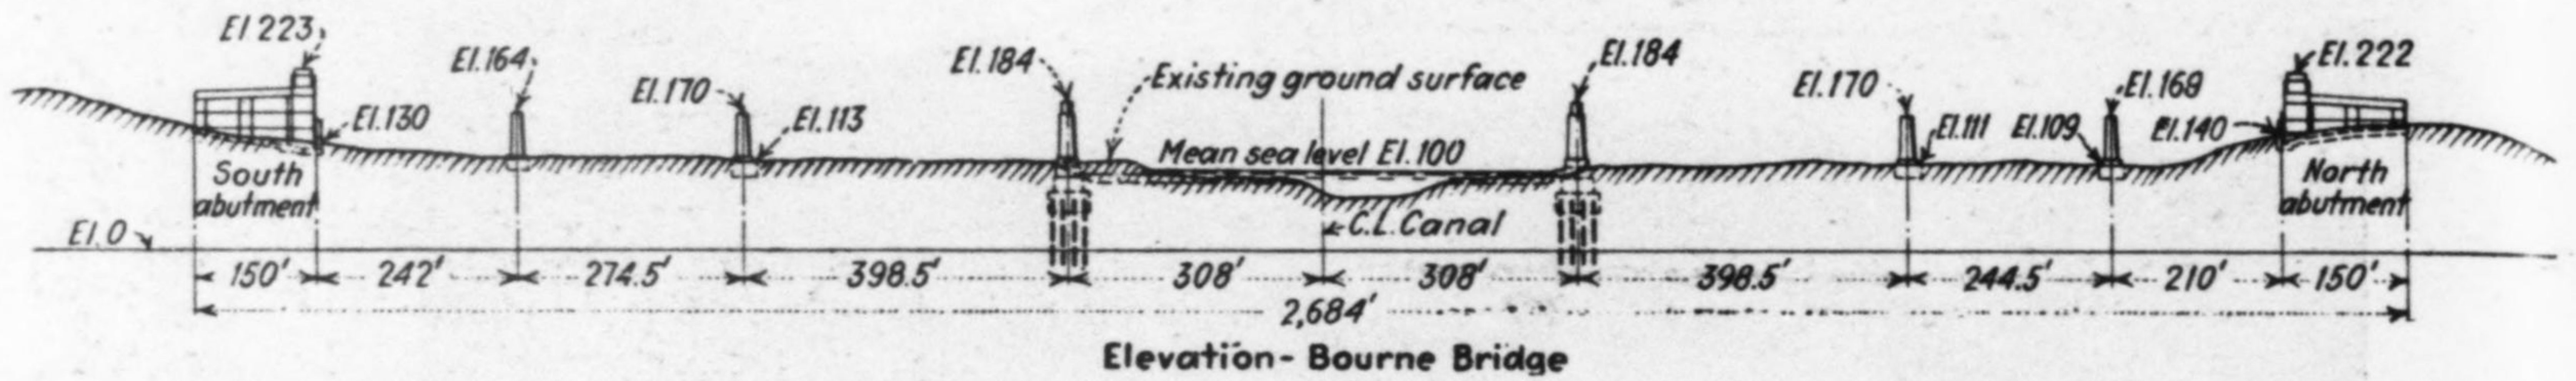 El 223
El.164
El.170
El.184
Existing ground surface
El.184
El.170
El.168
El.222
El.130
El.113
Mean sea level El.100
El.111
El.109
El.140
South
abutment
North
abutment
El.0
C.L.Canal
150' 242' 274.5' 398.5' 308' 308' 398.5' 244.5' 210' 150'
2,684'
Elevation - Bourne Bridge